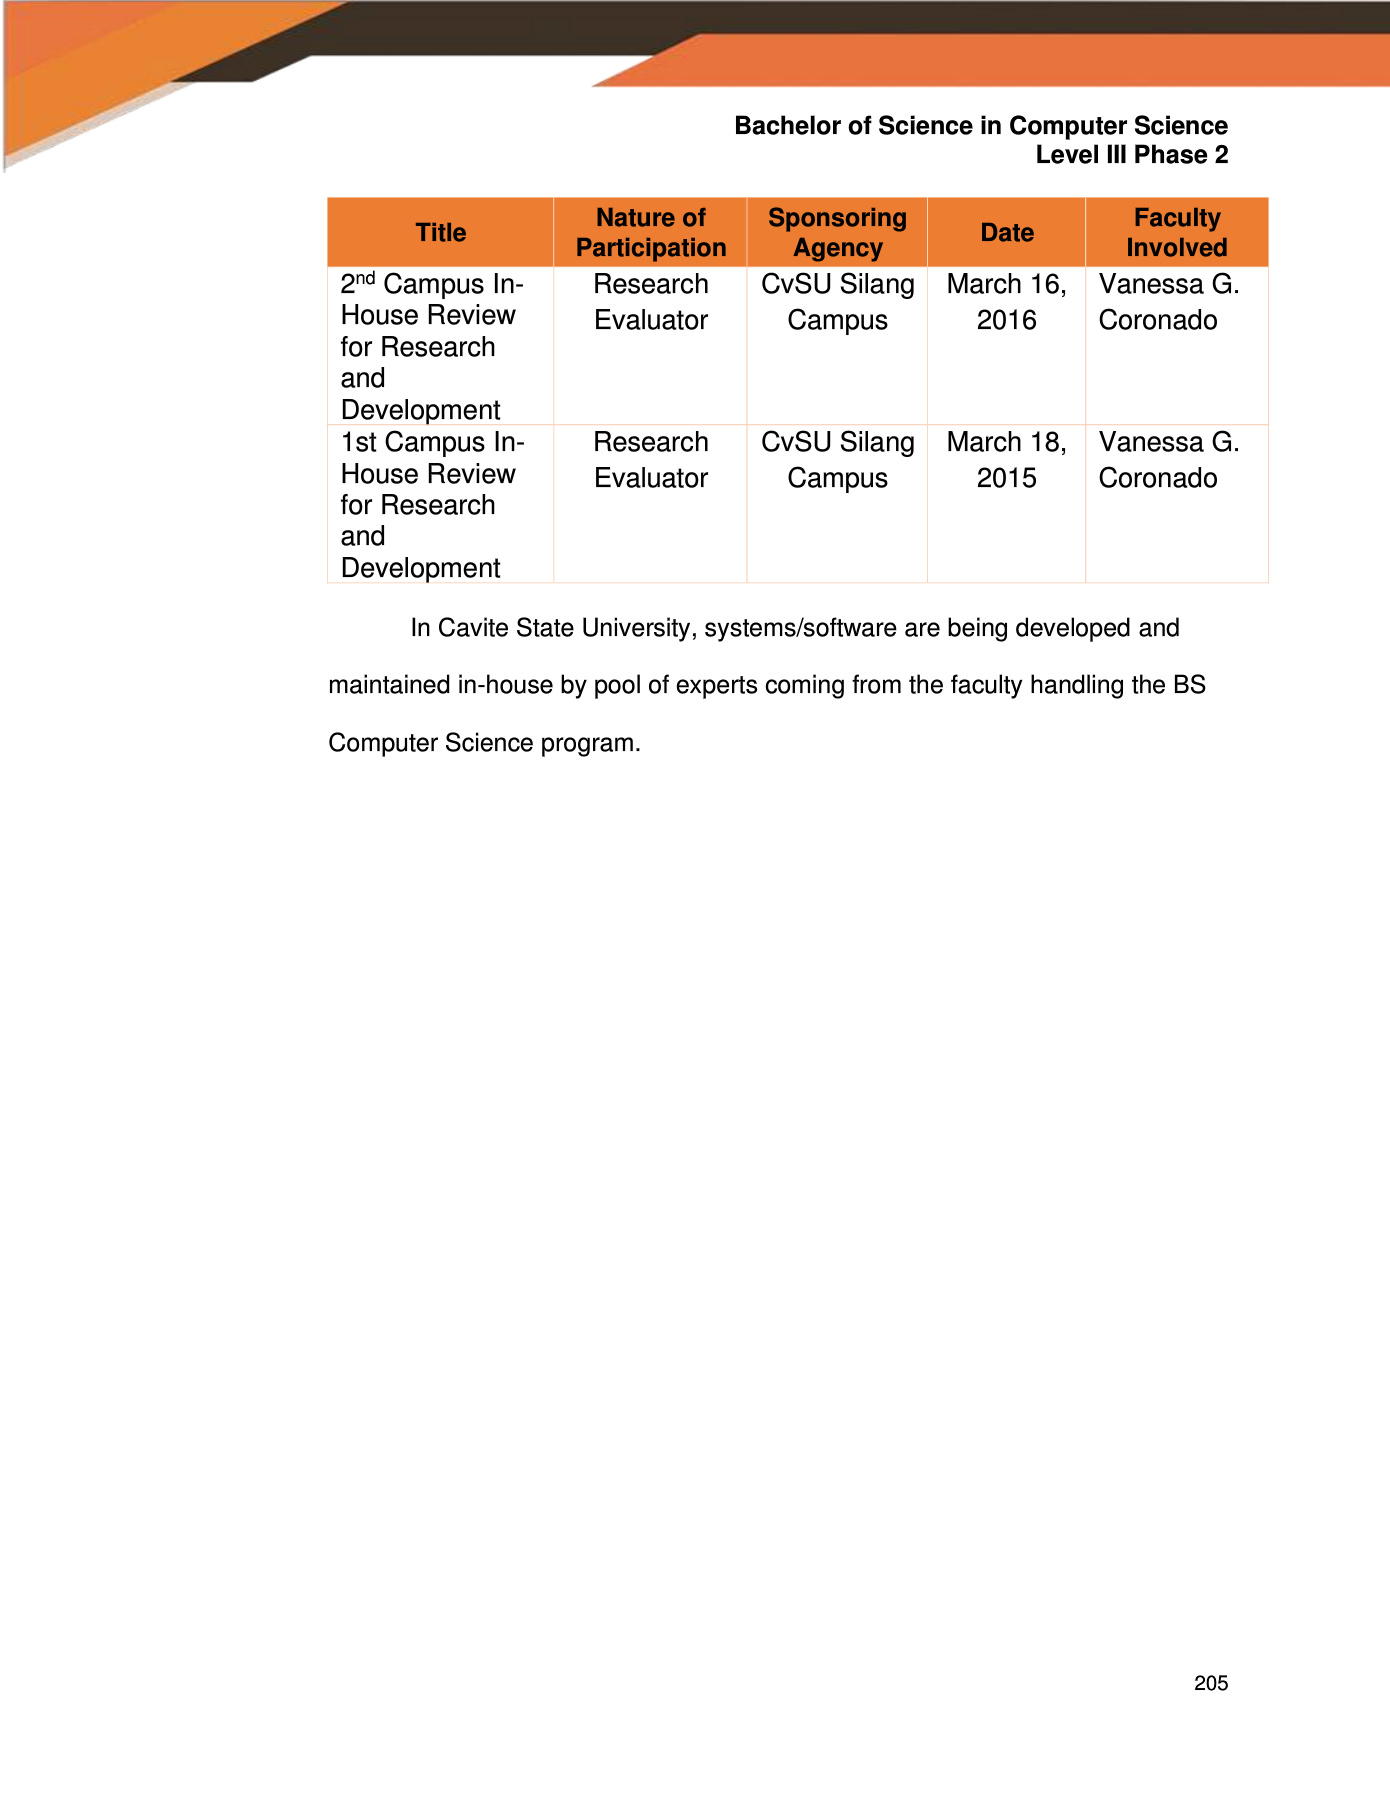 Bachelor of Science in Computer Science
Level III Phase 2
Title
Nature of
Participation
Sponsoring
Agency
Date
Faculty
Involved
2nd Campus In-
House Review
for Research
and
Development
Research
Evaluator
CvSU Silang
Campus
March 16,
2016
Vanessa G.
Coronado
1st Campus In-
House Review
for Research
and
Development
Research
Evaluator
CvSU Silang
Campus
March 18,
2015
Vanessa G.
Coronado
In Cavite State University, systems/software are being developed and
maintained in-house by pool of experts coming from the faculty handling the BS
Computer Science program.
205